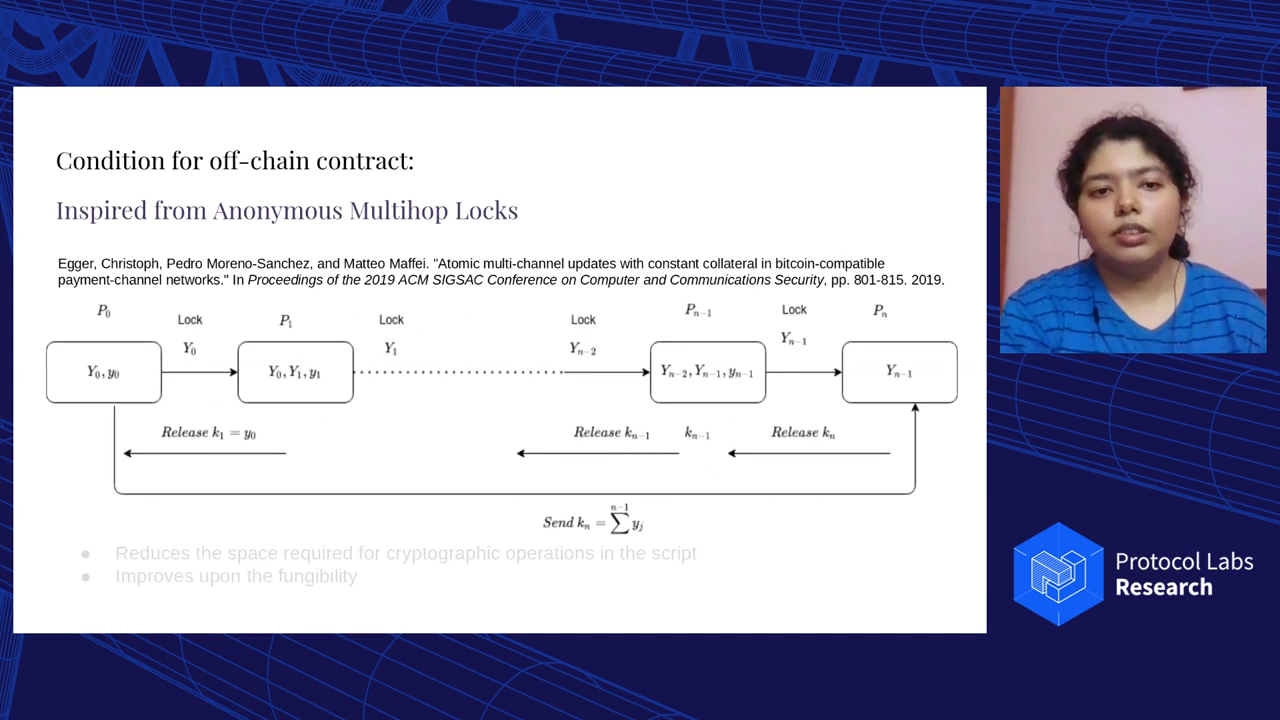 Condition for off-chain contract:
Inspired from Anonymous Multihop Locks
Egger, Christoph, Pedro Moreno-Sanchez, and Matteo Maffei. "Atomic multi-channel updates with constant collateral in bitcoin-compatible
payment-channel networks." In Proceedings of the 2019 ACM SIGSAC Conference on Computer and Communications Security, pp. 801-815. 2019.
P₀ Lock P₁ Lock Lock Pₙ₋₁ Lock Pₙ
Y₀ Y₁ Yₙ₋₂ Yₙ₋₁
Y₀, y₀ Y₀, Y₁, y₁ Yₙ₋₂, Yₙ₋₁, yₙ₋₁ Yₙ₋₁
Release k₁ = y₀ Release kₙ₋₁ kₙ₋₁ Release kₙ
Send kₙ = ∑ⁿ⁻¹ yⱼ
● Reduces the space required for cryptographic operations in the script
● Improves upon the fungibility
Protocol Labs
Research